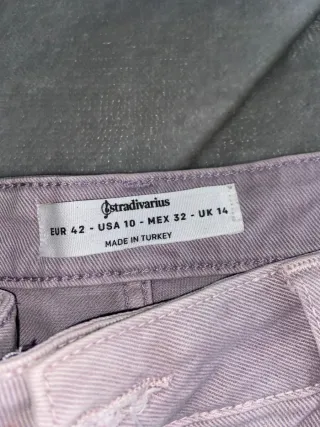 stradivarius
EUR 42 - USA 10 - MEX 32 - UK 14
MADE IN TURKEY